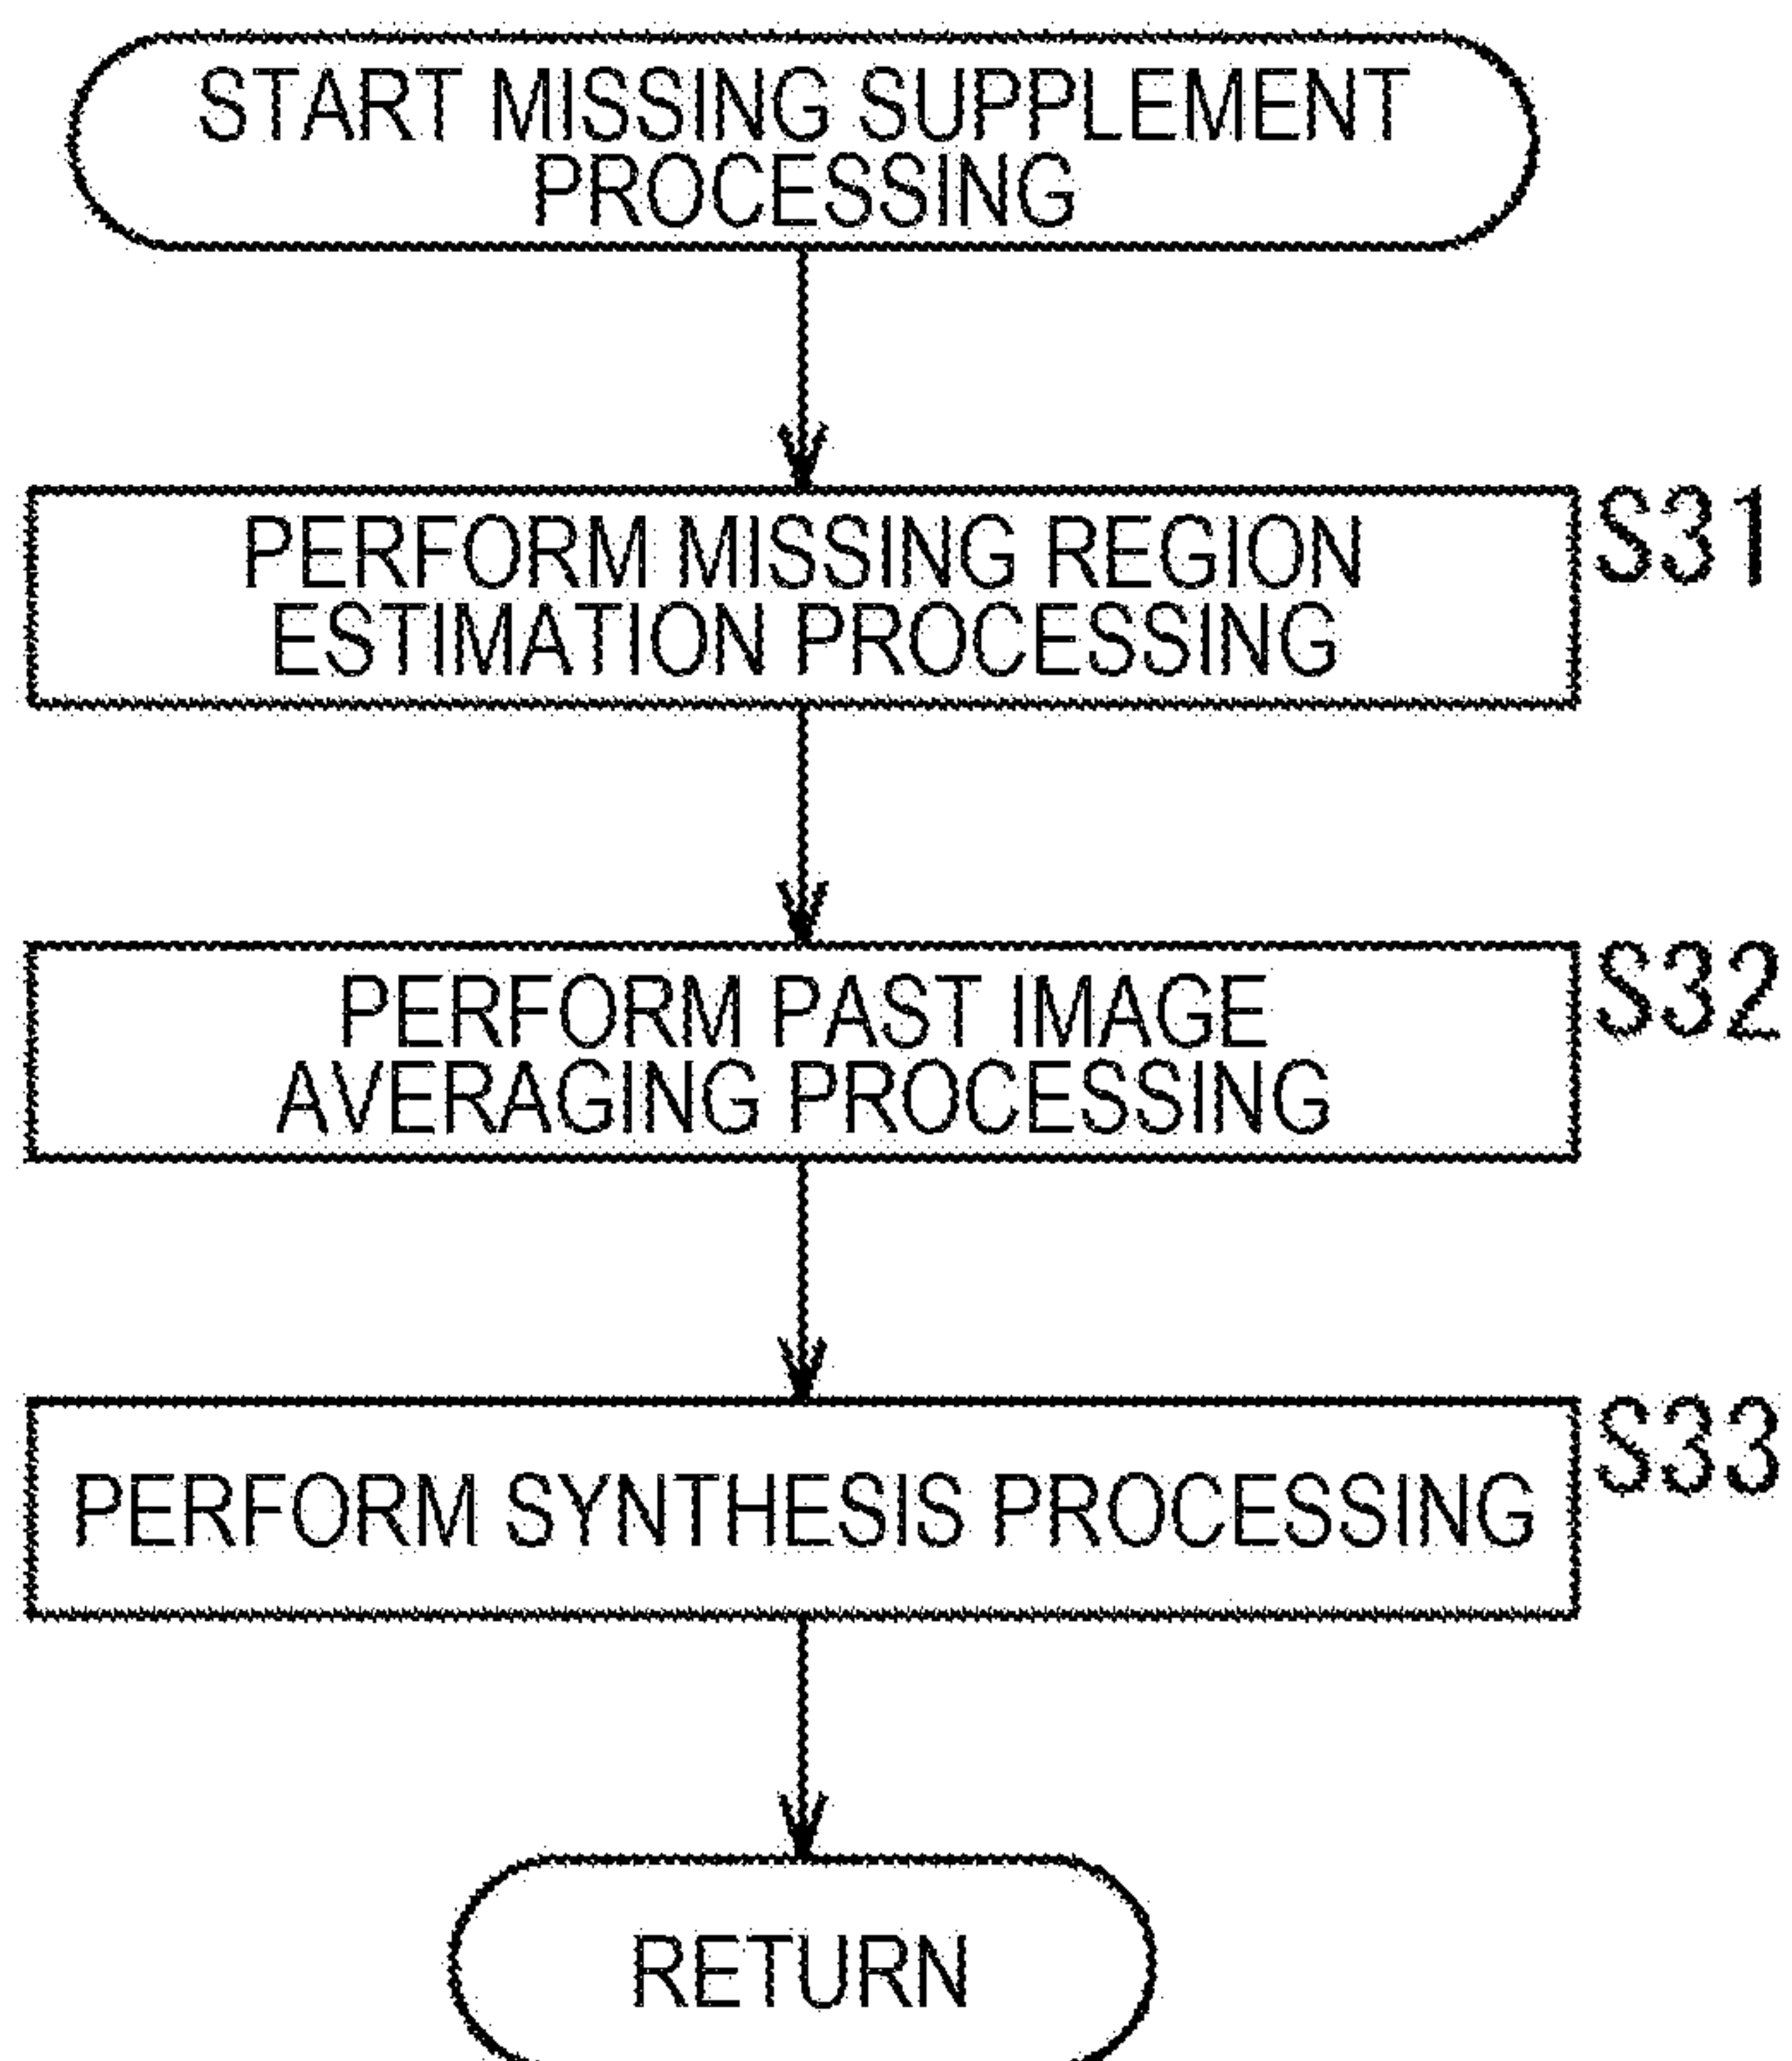 START MISSING SUPPLEMENT
PROCESSING
PERFORM MISSING REGION
ESTIMATION PROCESSING
S31
PERFORM PAST IMAGE
AVERAGING PROCESSING
S32
PERFORM SYNTHESIS PROCESSING
S33
RETURN